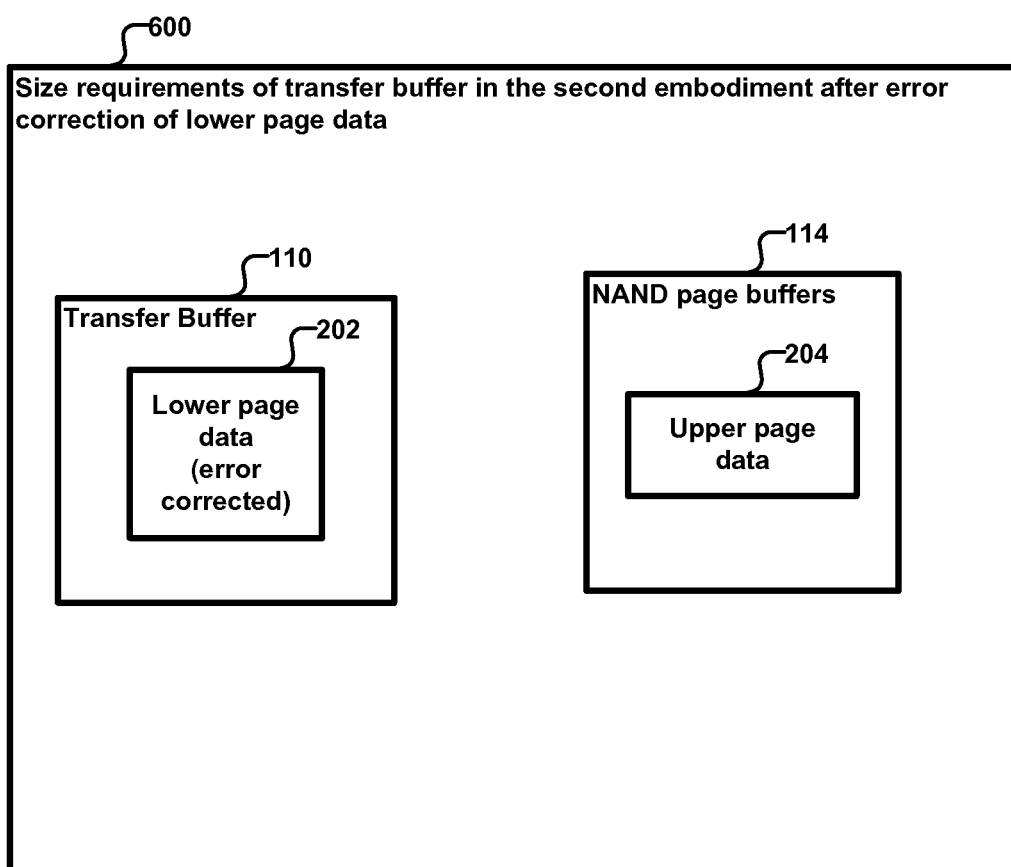 600
Size requirements of transfer buffer in the second embodiment after error
correction of lower page data
110
Transfer Buffer
202
Lower page
data
(error
corrected)
114
NAND page buffers
204
Upper page
data